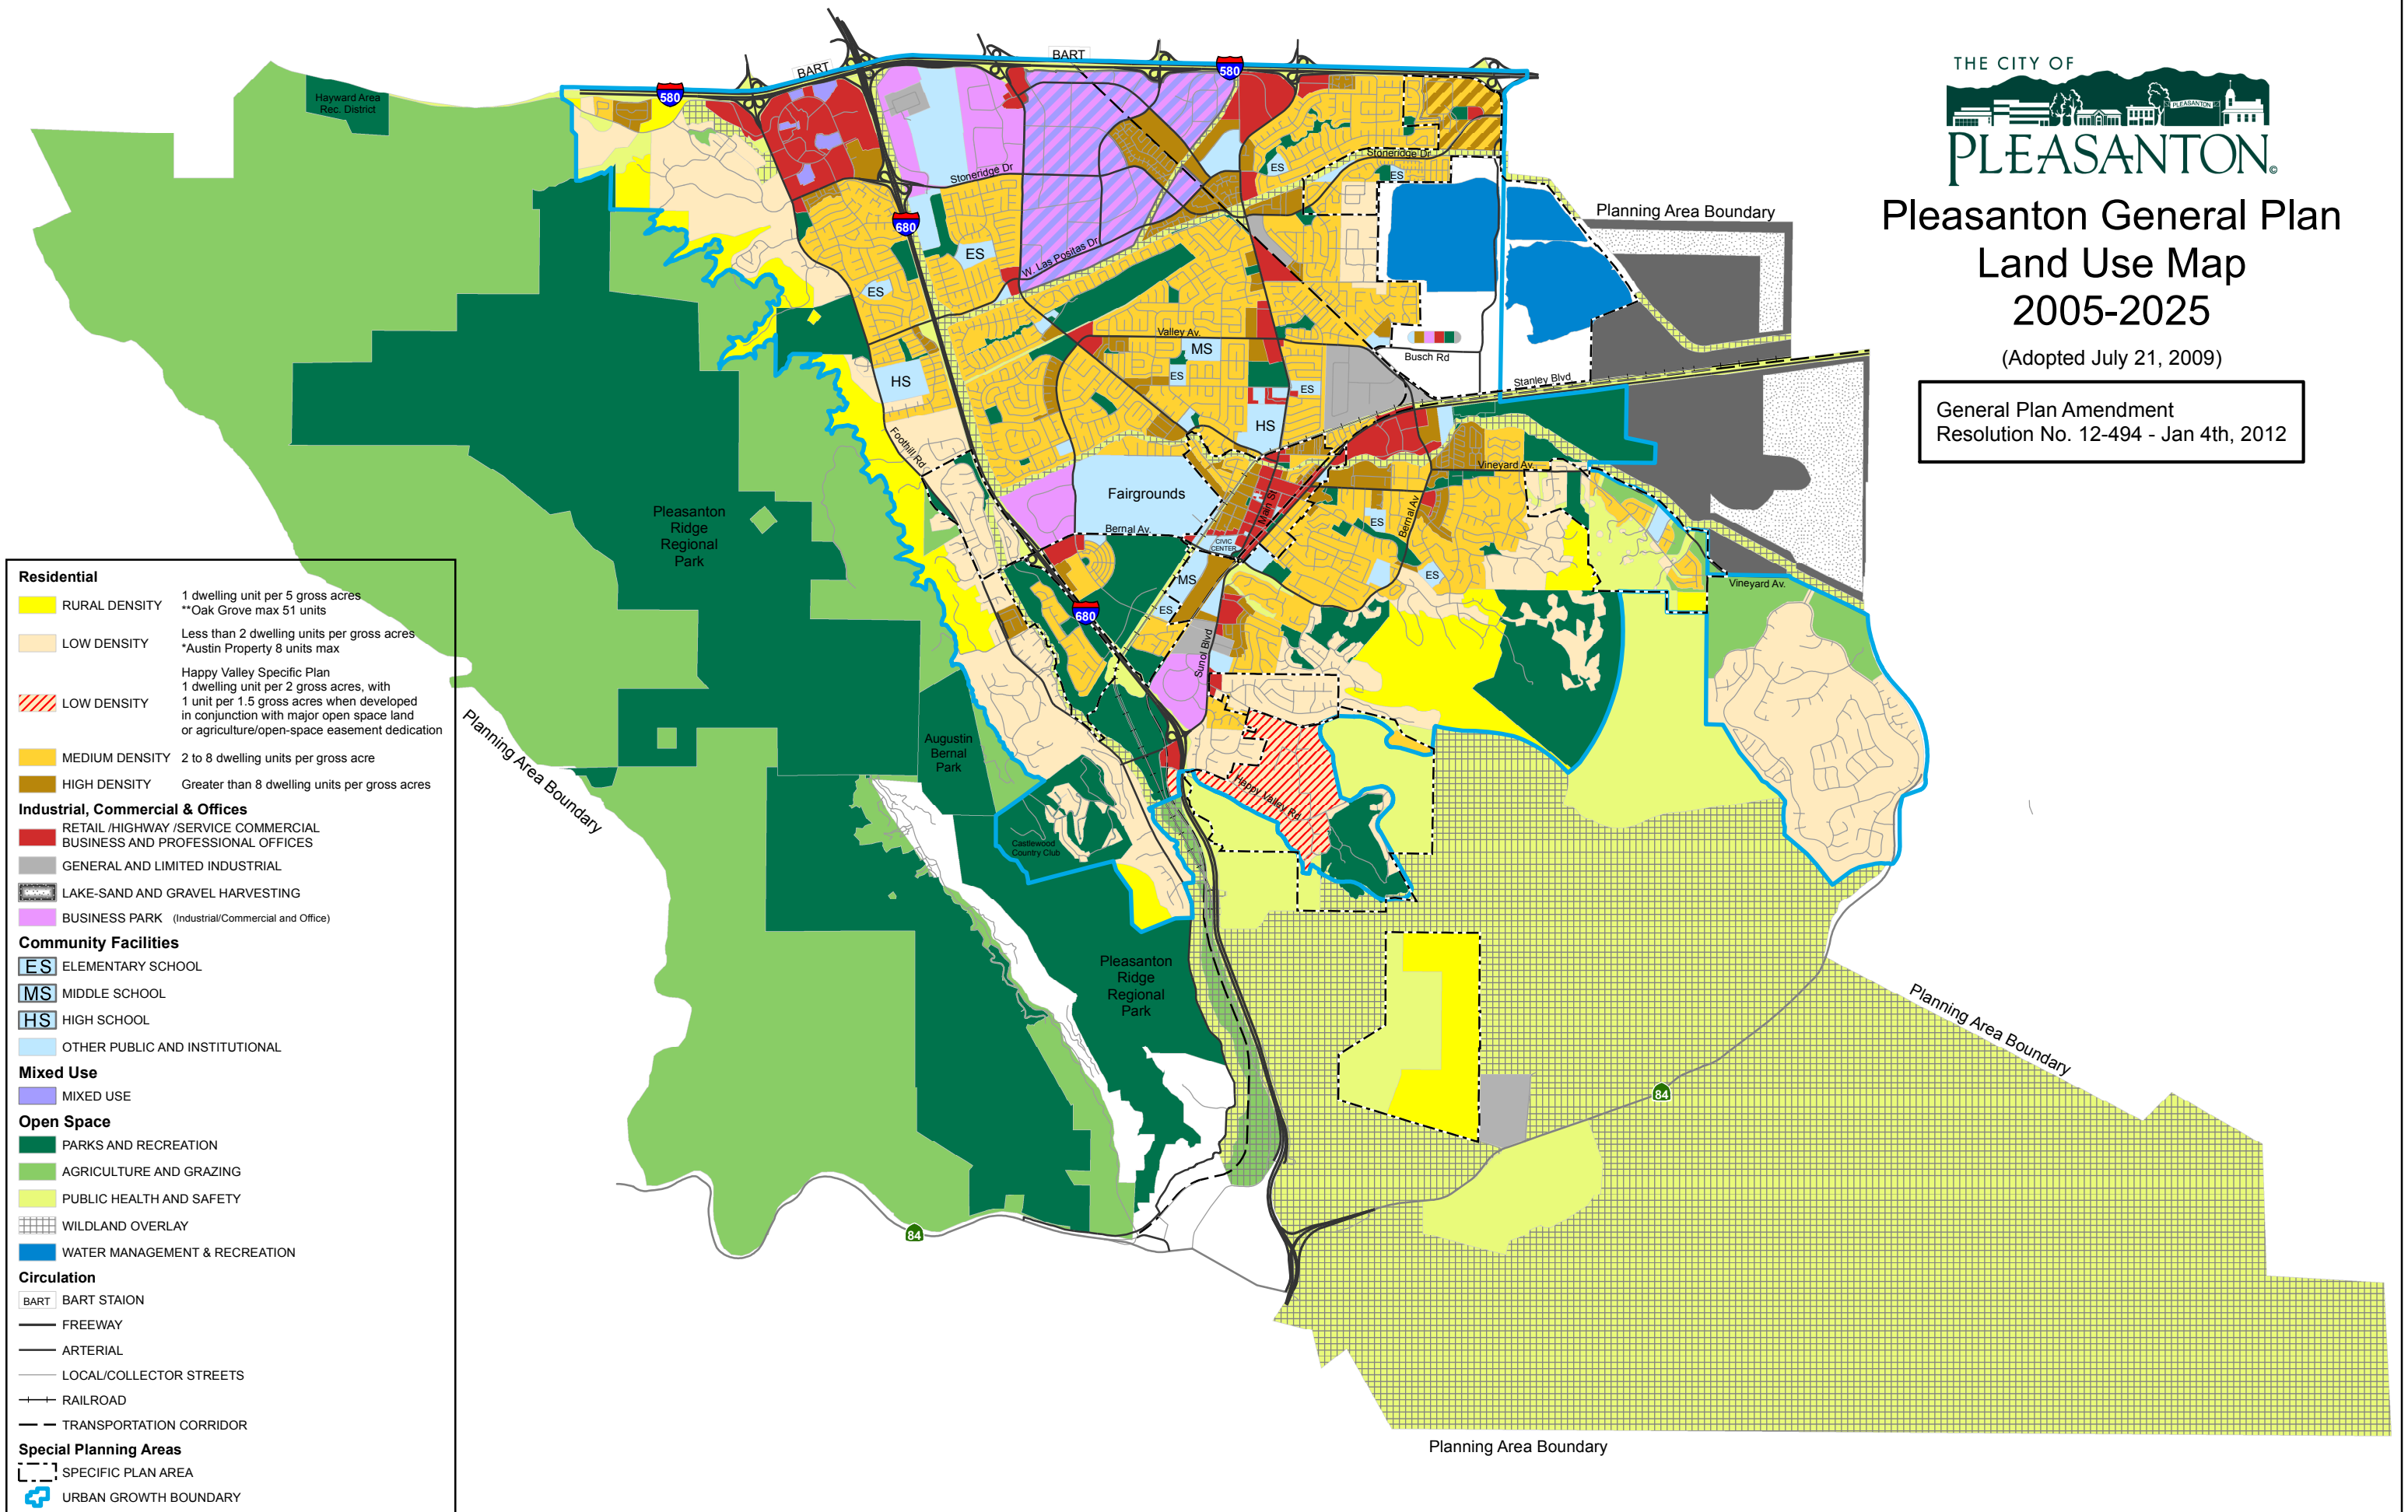 THE CITY OF
PLEASANTON
PLEASANTON©
Pleasanton General Plan
Land Use Map
2005-2025
(Adopted July 21, 2009)
General Plan Amendment
Resolution No. 12-494 - Jan 4th, 2012
BART
BART
580
580
Hayward Area
Rec. District
Stoneridge Dr
Stoneridge Dr
ES
ES
680
Planning Area Boundary
ES
W. Las Positas Dr
ES
Valley Av.
MS
Busch Rd
ES
HS
ES
Stanley Blvd
HS
Foothill Rd
Vineyard Av.
Fairgrounds
Main St
Bernal Av
ES
Bernal Av.
Pleasanton
Ridge
Regional
Park
CIVIC
CENTER
MS
ES
Vineyard Av.
ES
680
Sunol Blvd
Planning Area Boundary
Augustin
Bernal
Park
Happy Valley Rd
Castlewood
Country Club
Pleasanton
Ridge
Regional
Park
Planning Area Boundary
84
84
Planning Area Boundary
Residential
RURAL DENSITY 1 dwelling unit per 5 gross acres
**Oak Grove max 51 units
LOW DENSITY Less than 2 dwelling units per gross acres
*Austin Property 8 units max
Happy Valley Specific Plan
1 dwelling unit per 2 gross acres, with
LOW DENSITY 1 unit per 1.5 gross acres when developed
in conjunction with major open space land
or agriculture/open-space easement dedication
MEDIUM DENSITY 2 to 8 dwelling units per gross acre
HIGH DENSITY Greater than 8 dwelling units per gross acres
Industrial, Commercial & Offices
RETAIL /HIGHWAY /SERVICE COMMERCIAL
BUSINESS AND PROFESSIONAL OFFICES
GENERAL AND LIMITED INDUSTRIAL
LAKE-SAND AND GRAVEL HARVESTING
BUSINESS PARK (Industrial/Commercial and Office)
Community Facilities
ES ELEMENTARY SCHOOL
MS MIDDLE SCHOOL
HS HIGH SCHOOL
OTHER PUBLIC AND INSTITUTIONAL
Mixed Use
MIXED USE
Open Space
PARKS AND RECREATION
AGRICULTURE AND GRAZING
PUBLIC HEALTH AND SAFETY
WILDLAND OVERLAY
WATER MANAGEMENT & RECREATION
Circulation
BART BART STAION
FREEWAY
ARTERIAL
LOCAL/COLLECTOR STREETS
RAILROAD
TRANSPORTATION CORRIDOR
Special Planning Areas
SPECIFIC PLAN AREA
URBAN GROWTH BOUNDARY